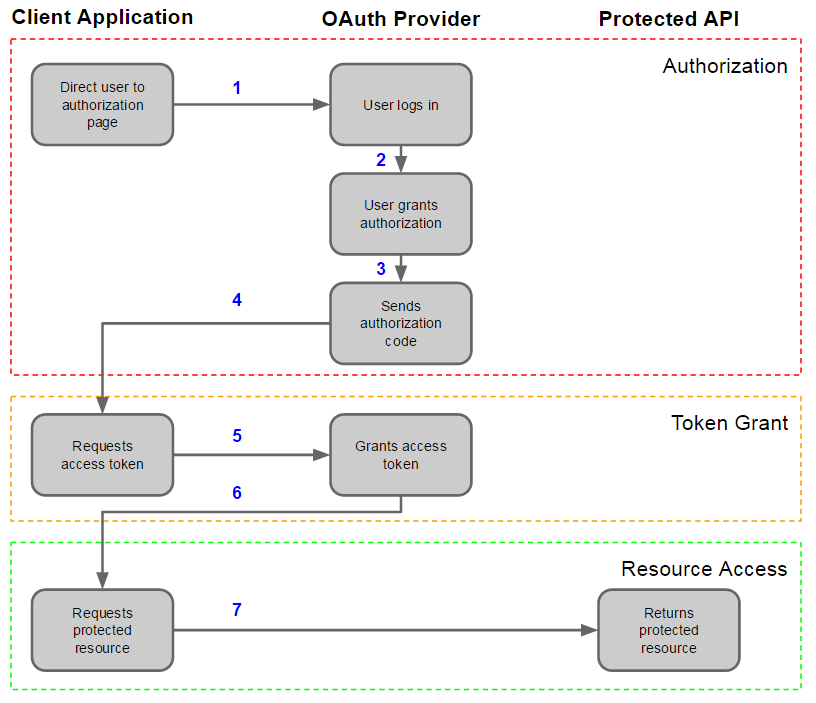 Client Application
OAuth Provider
Protected API
Authorization
Direct user to
authorization
page
1
User logs in
2
User grants
authorization
3
4
Sends
authorization
code
Token Grant
Requests
access token
5
Grants access
token
6
Resource Access
Requests
protected
resource
7
Returns
protected
resource